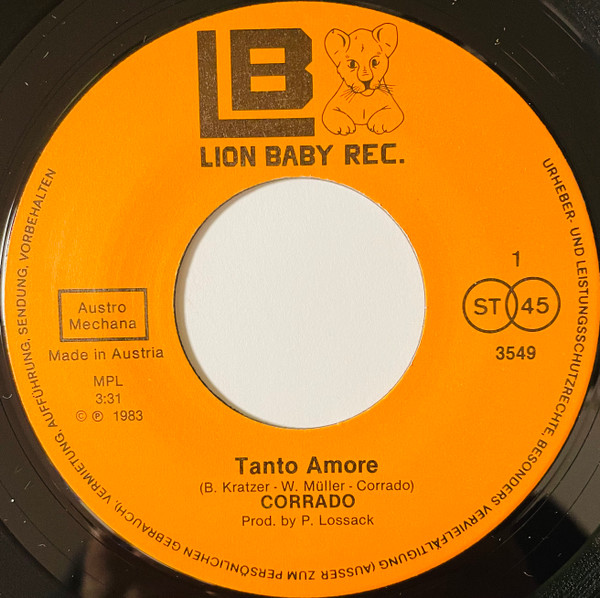 LB
LION BABY REC.
URHEBER- UND LEISTUNGSSCHUTZRECHTE, BESONDERS VERVIELFÄLTIGUNG (AUSSER ZUM PERSÖNLICHEN GEBRAUCH), VERMIETUNG, AUFFÜHRUNG, SENDUNG, VORBEHALTEN
Austro
Mechana
Made in Austria
MPL
3:31
© ℗ 1983
1
ST 45
3549
Tanto Amore
(B. Kratzer - W. Müller - Corrado)
CORRADO
Prod. by P. Lossack